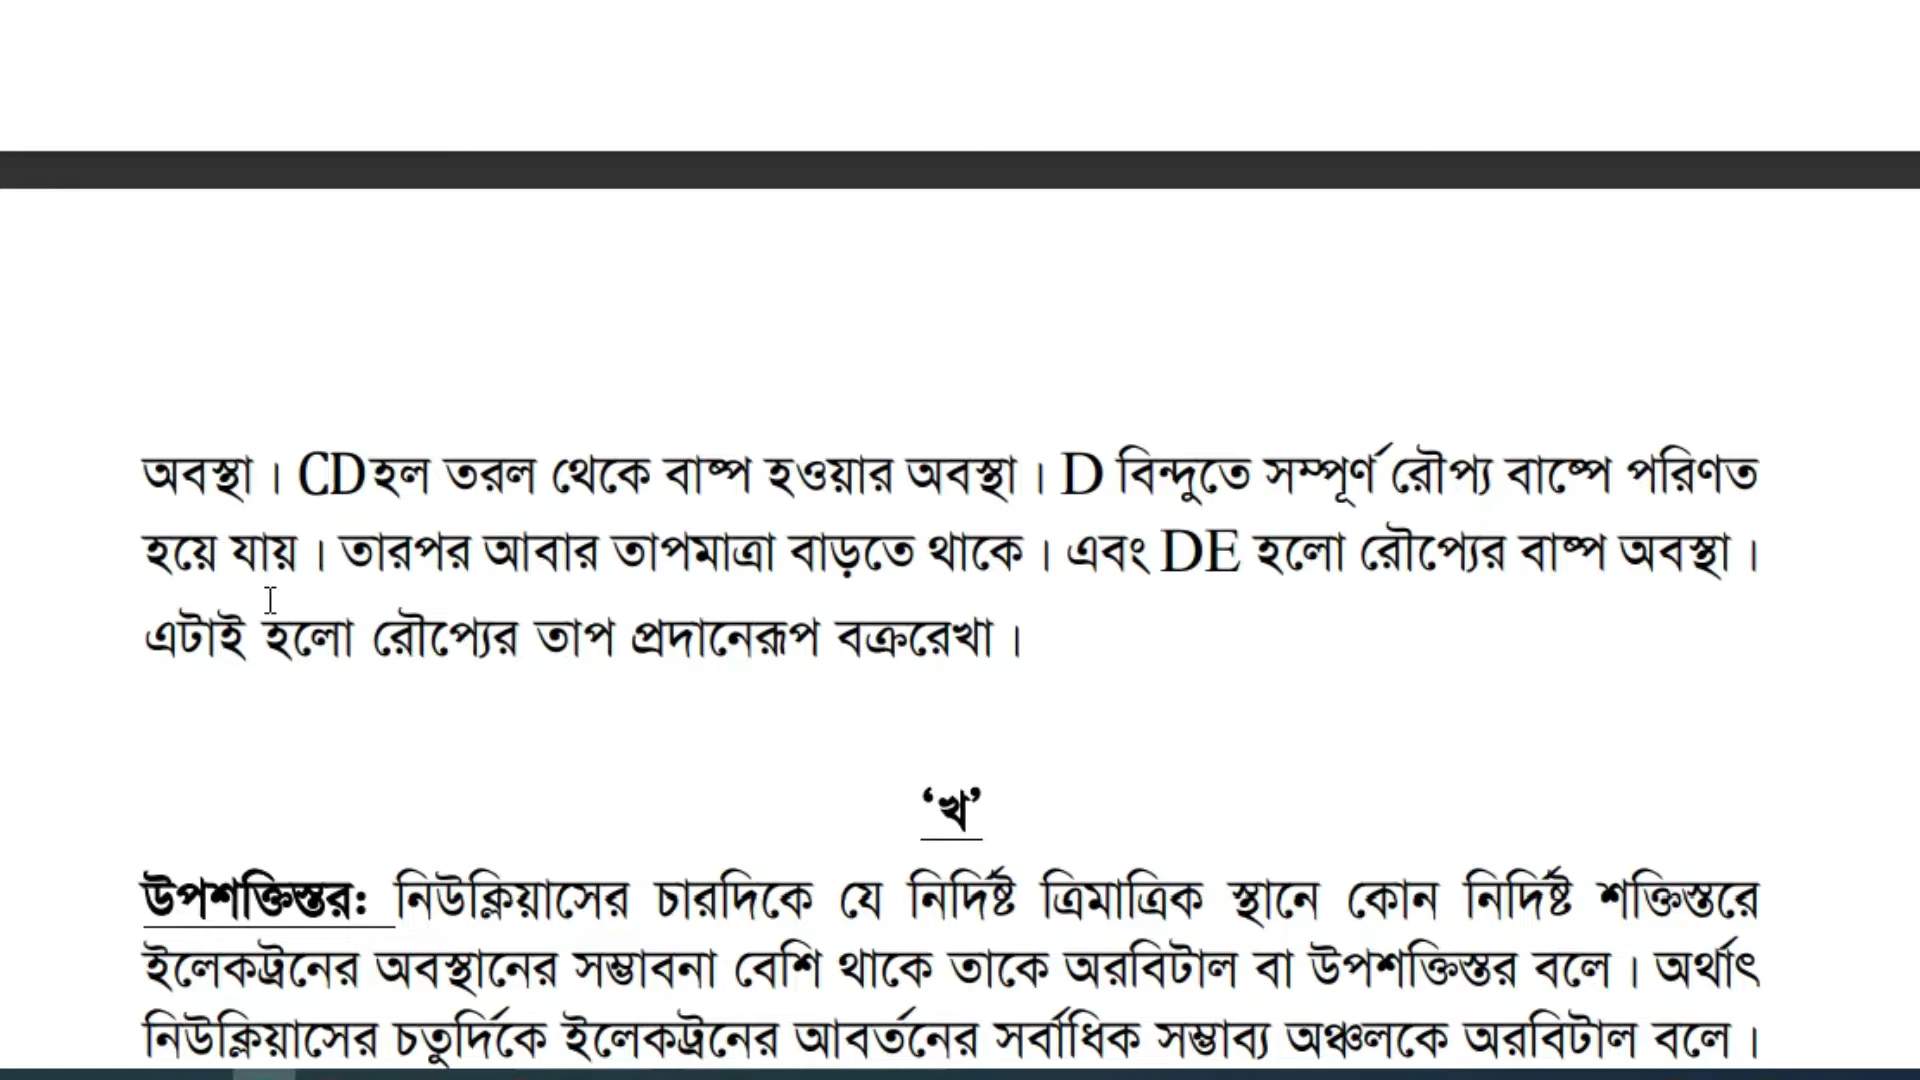 অবস্থা। CDহল তরল থেকে বাষ্প হওয়ার অবস্থা। D বিন্দুতে সম্পূর্ণ রৌপ্য বাষ্পে পরিণত
হয়ে যায়। তারপর আবার তাপমাত্রা বাড়তে থাকে। এবং DE হলো রৌপ্যের বাষ্প অবস্থা।
এটাই হলো রৌপ্যের তাপ প্রদানেরূপ বক্ররেখা।
‘খ’
উপশক্তিস্তর: নিউক্লিয়াসের চারদিকে যে নির্দিষ্ট ত্রিমাত্রিক স্থানে কোন নির্দিষ্ট শক্তিস্তরে
ইলেকট্রনের অবস্থানের সম্ভাবনা বেশি থাকে তাকে অরবিটাল বা উপশক্তিস্তর বলে। অর্থাৎ
নিউক্লিয়াসের চতুর্দিকে ইলেকট্রনের আবর্তনের সর্বাধিক সম্ভাব্য অঞ্চলকে অরবিটাল বলে।